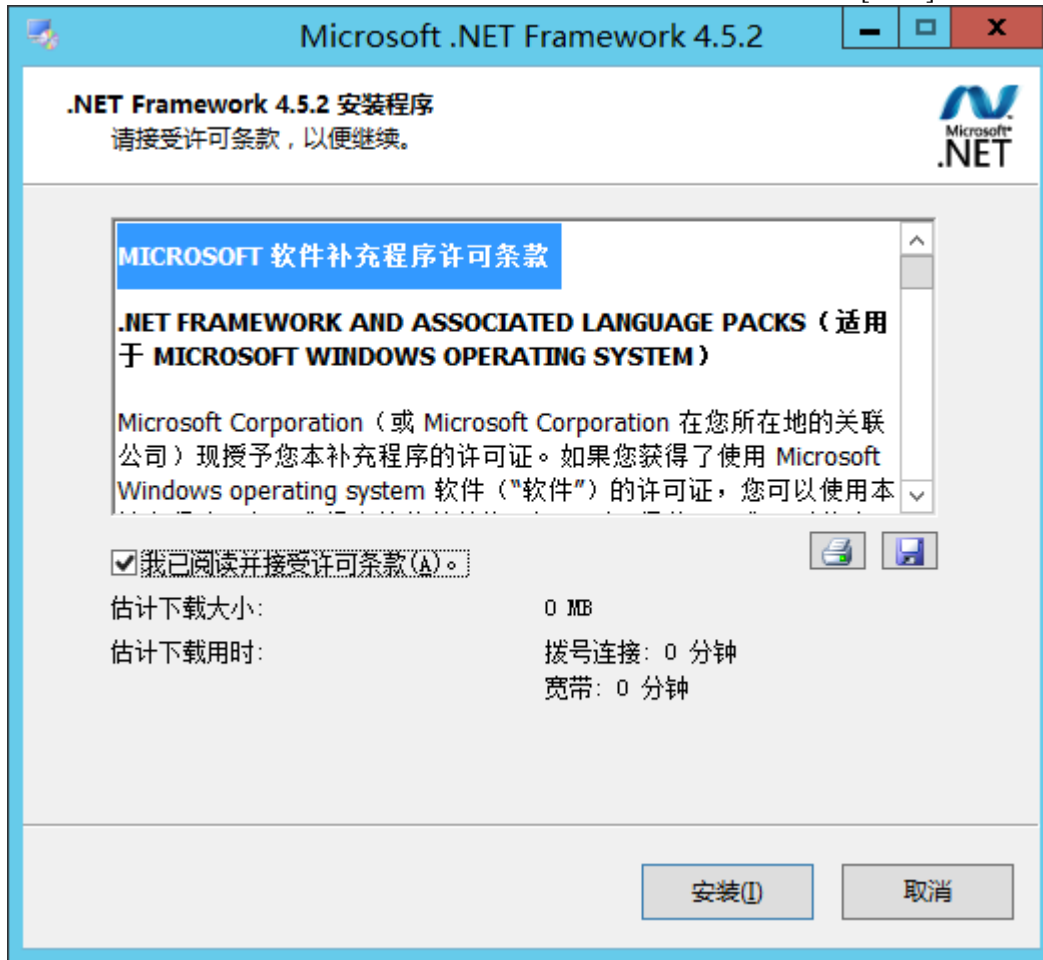 Microsoft .NET Framework 4.5.2
.NET Framework 4.5.2 安装程序
请接受许可条款，以便继续。
Microsoft
.NET
MICROSOFT 软件补充程序许可条款
.NET FRAMEWORK AND ASSOCIATED LANGUAGE PACKS（适用
于 MICROSOFT WINDOWS OPERATING SYSTEM）
Microsoft Corporation（或 Microsoft Corporation 在您所在地的关联
公司）现授予您本补充程序的许可证。如果您获得了使用 Microsoft
Windows operating system 软件（“软件”）的许可证，您可以使用本
我已阅读并接受许可条款(A)。
估计下载大小:
0 MB
估计下载用时:
拨号连接: 0 分钟
宽带: 0 分钟
安装(I)
取消